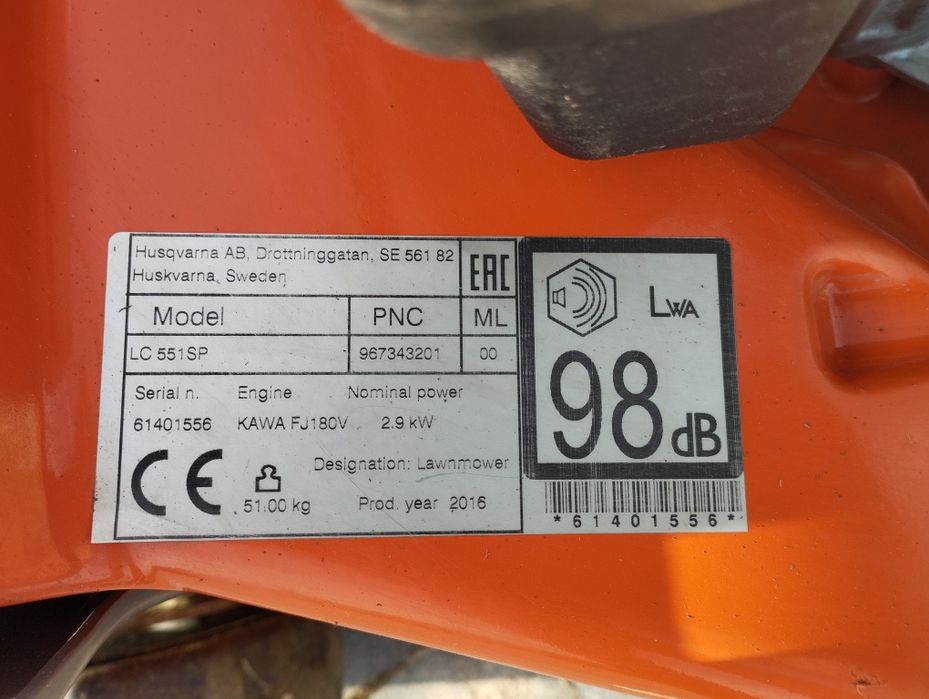 Husqvarna AB, Drottninggatan, SE 561 82
Huskvarna, Sweden
EAC
Model PNC ML
LC 551SP 967343201 00
Serial n. Engine Nominal power
61401556 KAWA FJ180V 2.9 kW
Designation: Lawnmower
CE 51.00 kg Prod. year 2016
LWA
98 dB
*61401556*